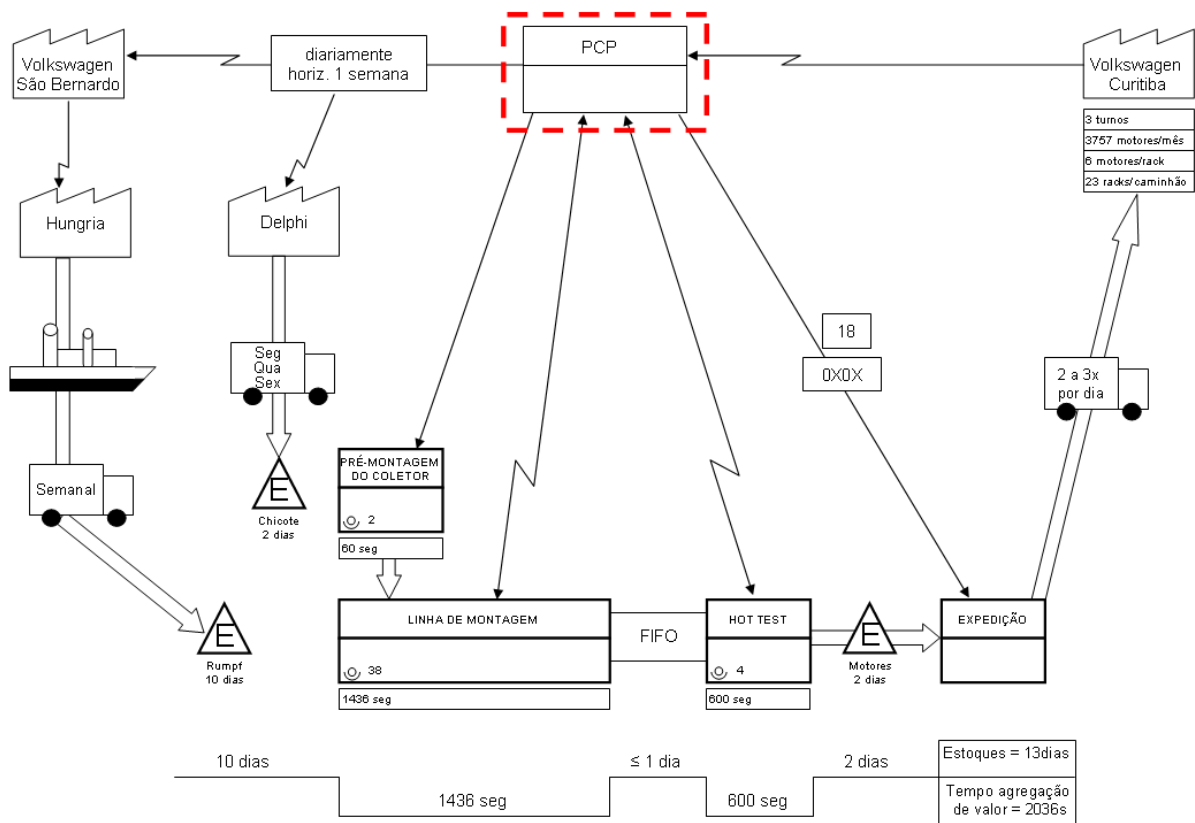 PCP
Volkswagen
São Bernardo
diariamente
horiz. 1 semana
Volkswagen
Curitiba
3 turnos
3757 motores/mês
6 motores/rack
23 racks/caminhão
Hungria
Delphi
18
0X0X
Seg
Qua
Sex
2 a 3x
por dia
Semanal
E
Chicote
2 dias
PRÉ-MONTAGEM
DO COLETOR
2
60 seg
E
Rumpf
10 dias
LINHA DE MONTAGEM
38
1436 seg
FIFO
HOT TEST
4
600 seg
E
Motores
2 dias
EXPEDIÇÃO
10 dias
≤ 1 dia
2 dias
Estoques = 13dias
1436 seg
600 seg
Tempo agregação
de valor = 2036s